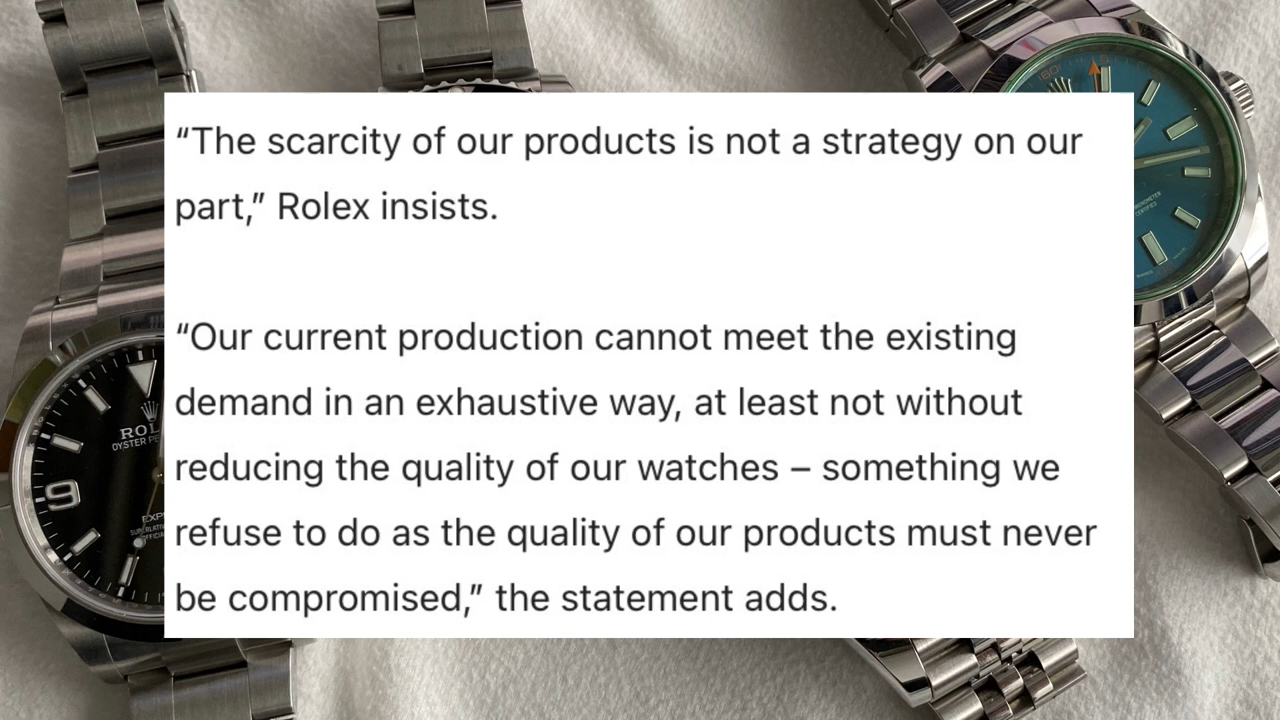 “The scarcity of our products is not a strategy on our
part,” Rolex insists.
“Our current production cannot meet the existing
demand in an exhaustive way, at least not without
reducing the quality of our watches – something we
refuse to do as the quality of our products must never
be compromised,” the statement adds.
9